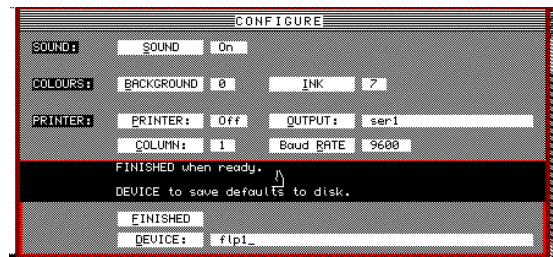 CONFIGURE
SOUND: SOUND On
COLOURS: BACKGROUND 0 INK 7
PRINTER: PRINTER: Off OUTPUT: ser1
COLUMN: 1 Baud RATE 9600
FINISHED when ready.
DEVICE to save defaults to disk.
FINISHED
DEVICE: flp1_